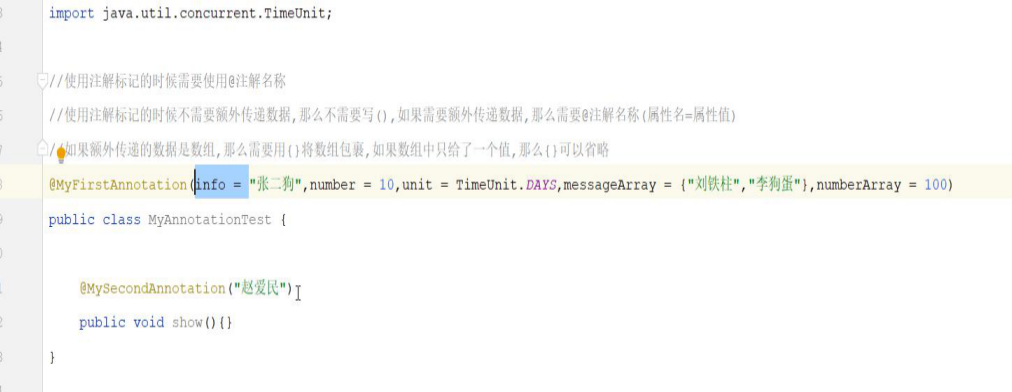 import java.util.concurrent.TimeUnit;
//使用注解标记的时候需要使用@注解名称
//使用注解标记的时候不需要额外传递数据,那么不需要写(),如果需要额外传递数据,那么需要@注解名称(属性名=属性值)
//如果额外传递的数据是数组,那么需要用{}将数组包裹,如果数组中只给了一个值,那么{}可以省略
@MyFirstAnnotation(info = "张二狗",number = 10,unit = TimeUnit.DAYS,messageArray = {"刘铁柱","李狗蛋"},numberArray = 100)
public class MyAnnotationTest {
@MySecondAnnotation("赵爱民")
public void show(){}
}